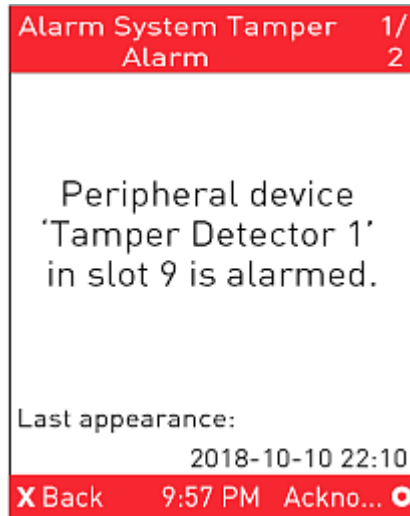 Alarm System Tamper 1/
Alarm 2
Peripheral device
'Tamper Detector 1'
in slot 9 is alarmed.
Last appearance:
2018-10-10 22:10
X Back 9:57 PM Ackno...